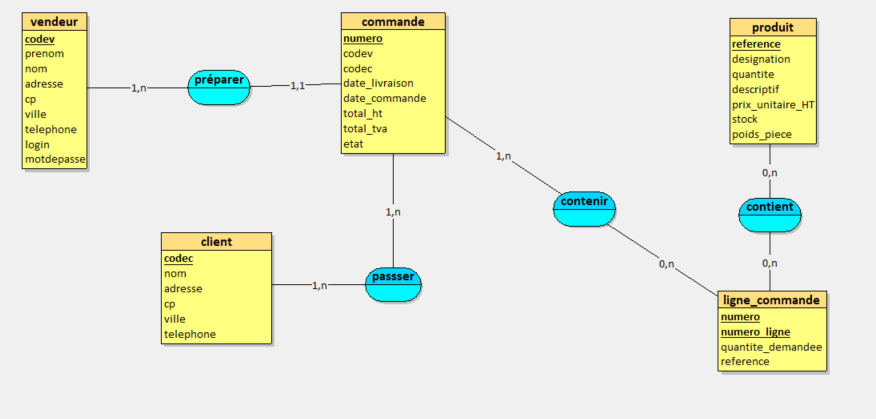 vendeur
codev
prenom
nom
adresse
cp
ville
telephone
login
motdepasse
1,n
préparer
1,1
commande
numero
codev
codec
date_livraison
date_commande
total_ht
total_tva
etat
produit
reference
designation
quantite
descriptif
prix_unitaire_HT
stock
poids_piece
1,n
contenir
0,n
0,n
contient
0,n
1,n
client
codec
nom
adresse
cp
ville
telephone
1,n
passser
ligne_commande
numero
numero_ligne
quantite_demandee
reference